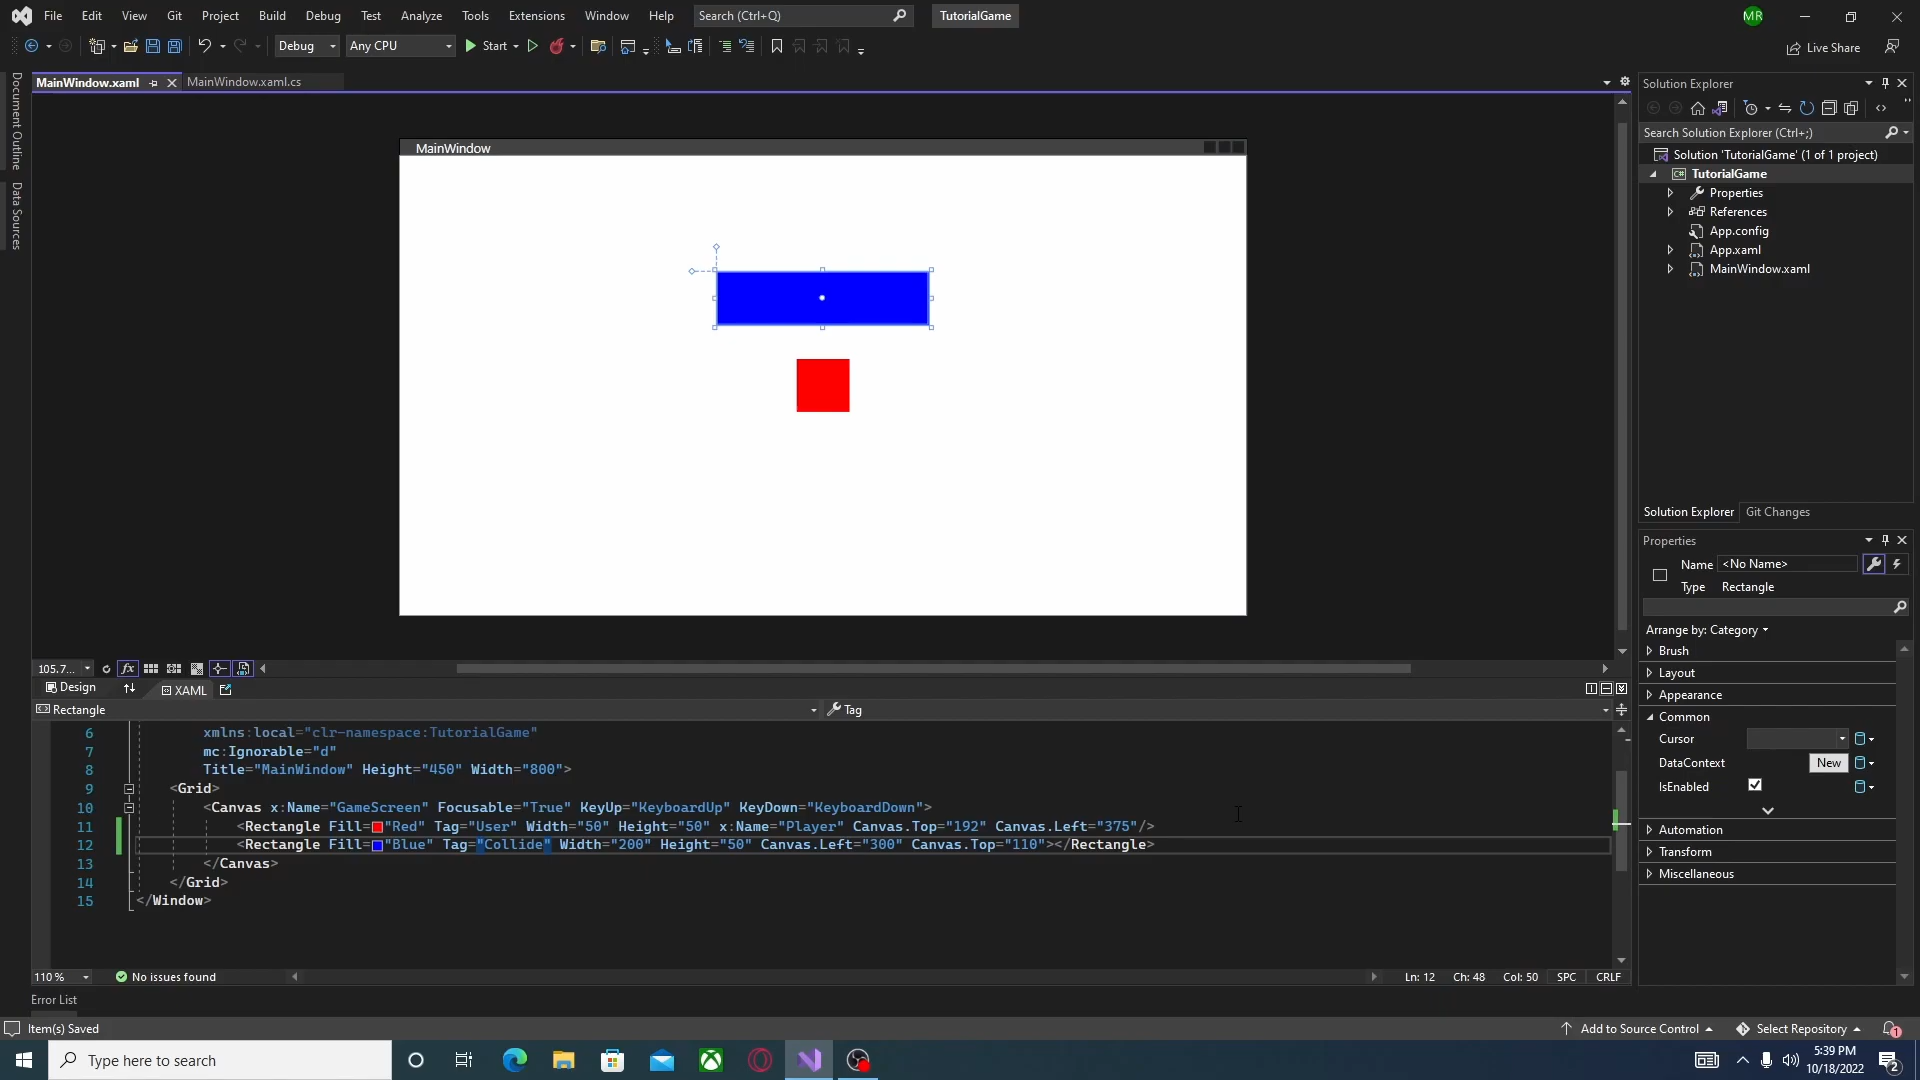 File Edit View Git Project Build Debug Test Analyze Tools Extensions Window Help Search (Ctrl+Q) TutorialGame MR
Debug Any CPU Start Live Share
MainWindow.xaml MainWindow.xaml.cs
Document Outline
Data Sources
MainWindow
Solution Explorer
Search Solution Explorer (Ctrl+;)
Solution 'TutorialGame' (1 of 1 project)
C# TutorialGame
Properties
References
App.config
App.xaml
MainWindow.xaml
Solution Explorer Git Changes
Properties
Name <No Name>
Type Rectangle
Arrange by: Category
Brush
Layout
Appearance
Common
Cursor
DataContext New
IsEnabled
Automation
Transform
Miscellaneous
105.7... fx
Design XAML
Rectangle Tag
6 xmlns:local="clr-namespace:TutorialGame"
7 mc:Ignorable="d"
8 Title="MainWindow" Height="450" Width="800">
9 <Grid>
10 <Canvas x:Name="GameScreen" Focusable="True" KeyUp="KeyboardUp" KeyDown="KeyboardDown">
11 <Rectangle Fill="Red" Tag="User" Width="50" Height="50" x:Name="Player" Canvas.Top="192" Canvas.Left="375"/>
12 <Rectangle Fill="Blue" Tag="Collide" Width="200" Height="50" Canvas.Left="300" Canvas.Top="110"></Rectangle>
13 </Canvas>
14 </Grid>
15 </Window>
110 % No issues found Ln: 12 Ch: 48 Col: 50 SPC CRLF
Error List
Item(s) Saved Add to Source Control Select Repository 1
Type here to search 5:39 PM
10/18/2022 2